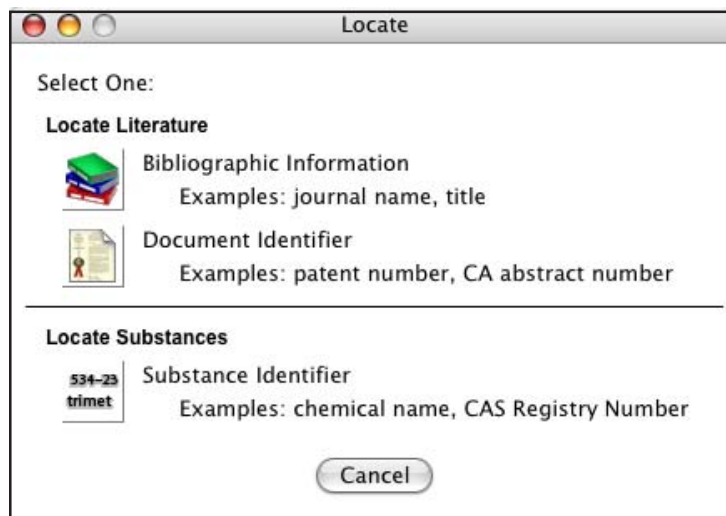 Locate
Select One:
Locate Literature
Bibliographic Information
Examples: journal name, title
Document Identifier
Examples: patent number, CA abstract number
Locate Substances
534-23
trimet
Substance Identifier
Examples: chemical name, CAS Registry Number
Cancel